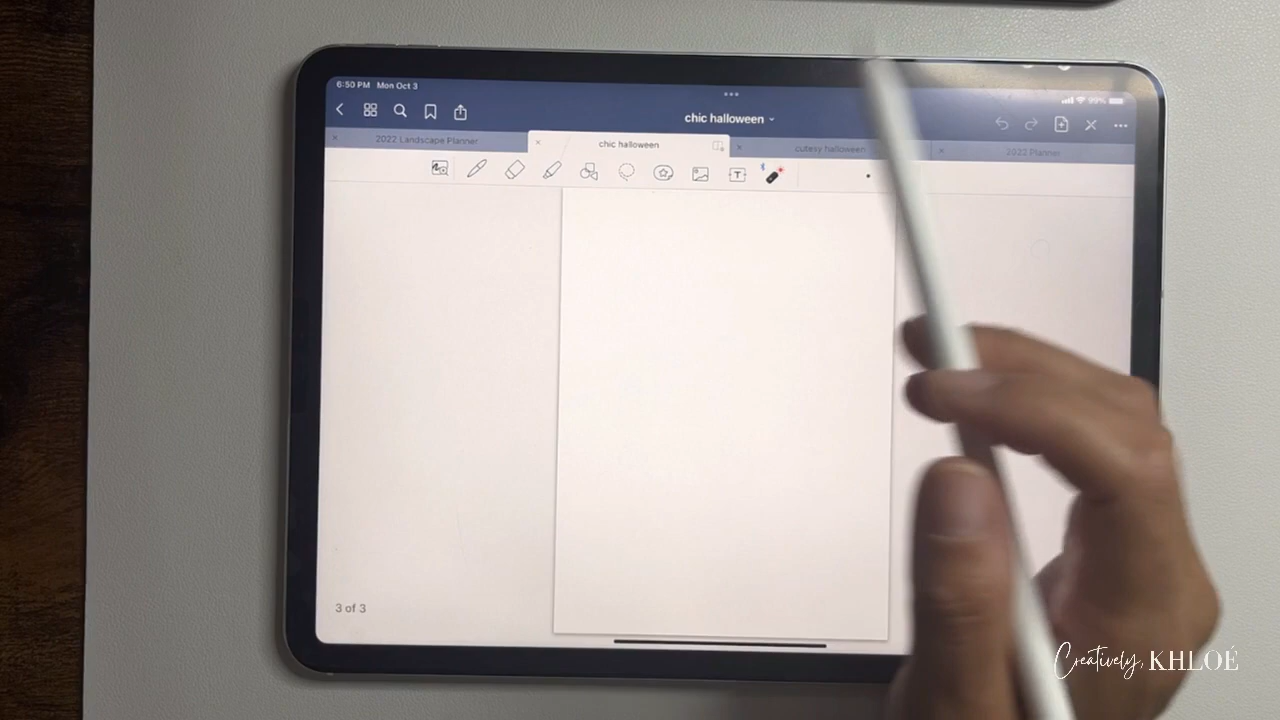 6:50 PM Mon Oct 3
99%
chic halloween
2022 Landscape Planner
chic halloween
cutesy halloween
2022 Planner
T
3 of 3
Creatively, KHLOÉ